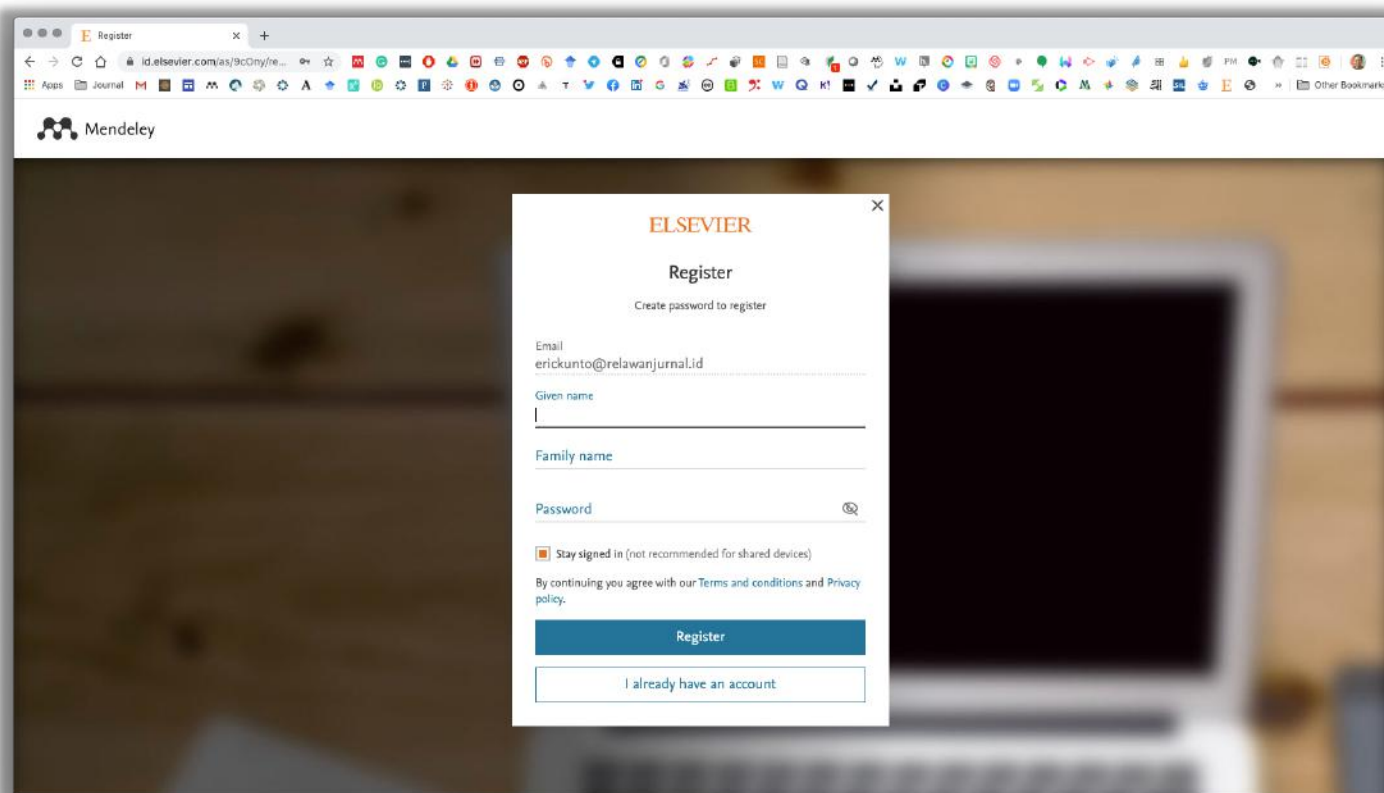 Register
id.elsevier.com/as/9cOny/re...
Apps
Journal
Other Bookmarks
Mendeley
ELSEVIER
Register
Create password to register
Email
erickunto@relawanjurnal.id
Given name
Family name
Password
Stay signed in (not recommended for shared devices)
By continuing you agree with our Terms and conditions and Privacy
policy.
Register
I already have an account